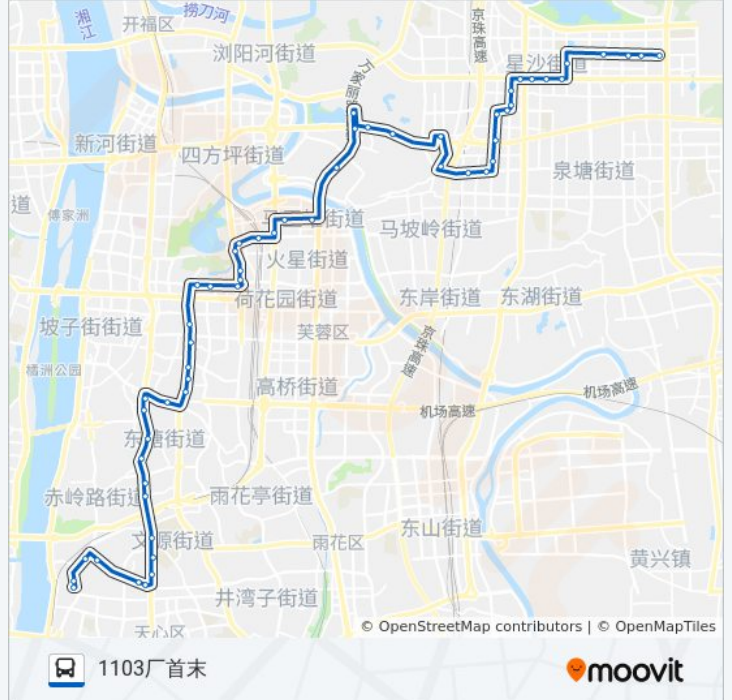 湘江
捞刀河
开福区
京珠高速
浏阳河街道
星沙街道
万家丽
新河街道
四方坪街道
泉塘街道
道
傅家洲
街道
马坡岭街道
火星街道
荷花园街道
东岸街道
东湖街道
坡子街街道
芙蓉区
京珠高速
橘洲公园
高桥街道
机场高速
机场高速
东塘街道
赤岭路街道
雨花亭街道
东山街道
文源街道
雨花区
黄兴镇
井湾子街道
天心区
© OpenStreetMap contributors | © OpenMapTiles
1103厂首末
moovit